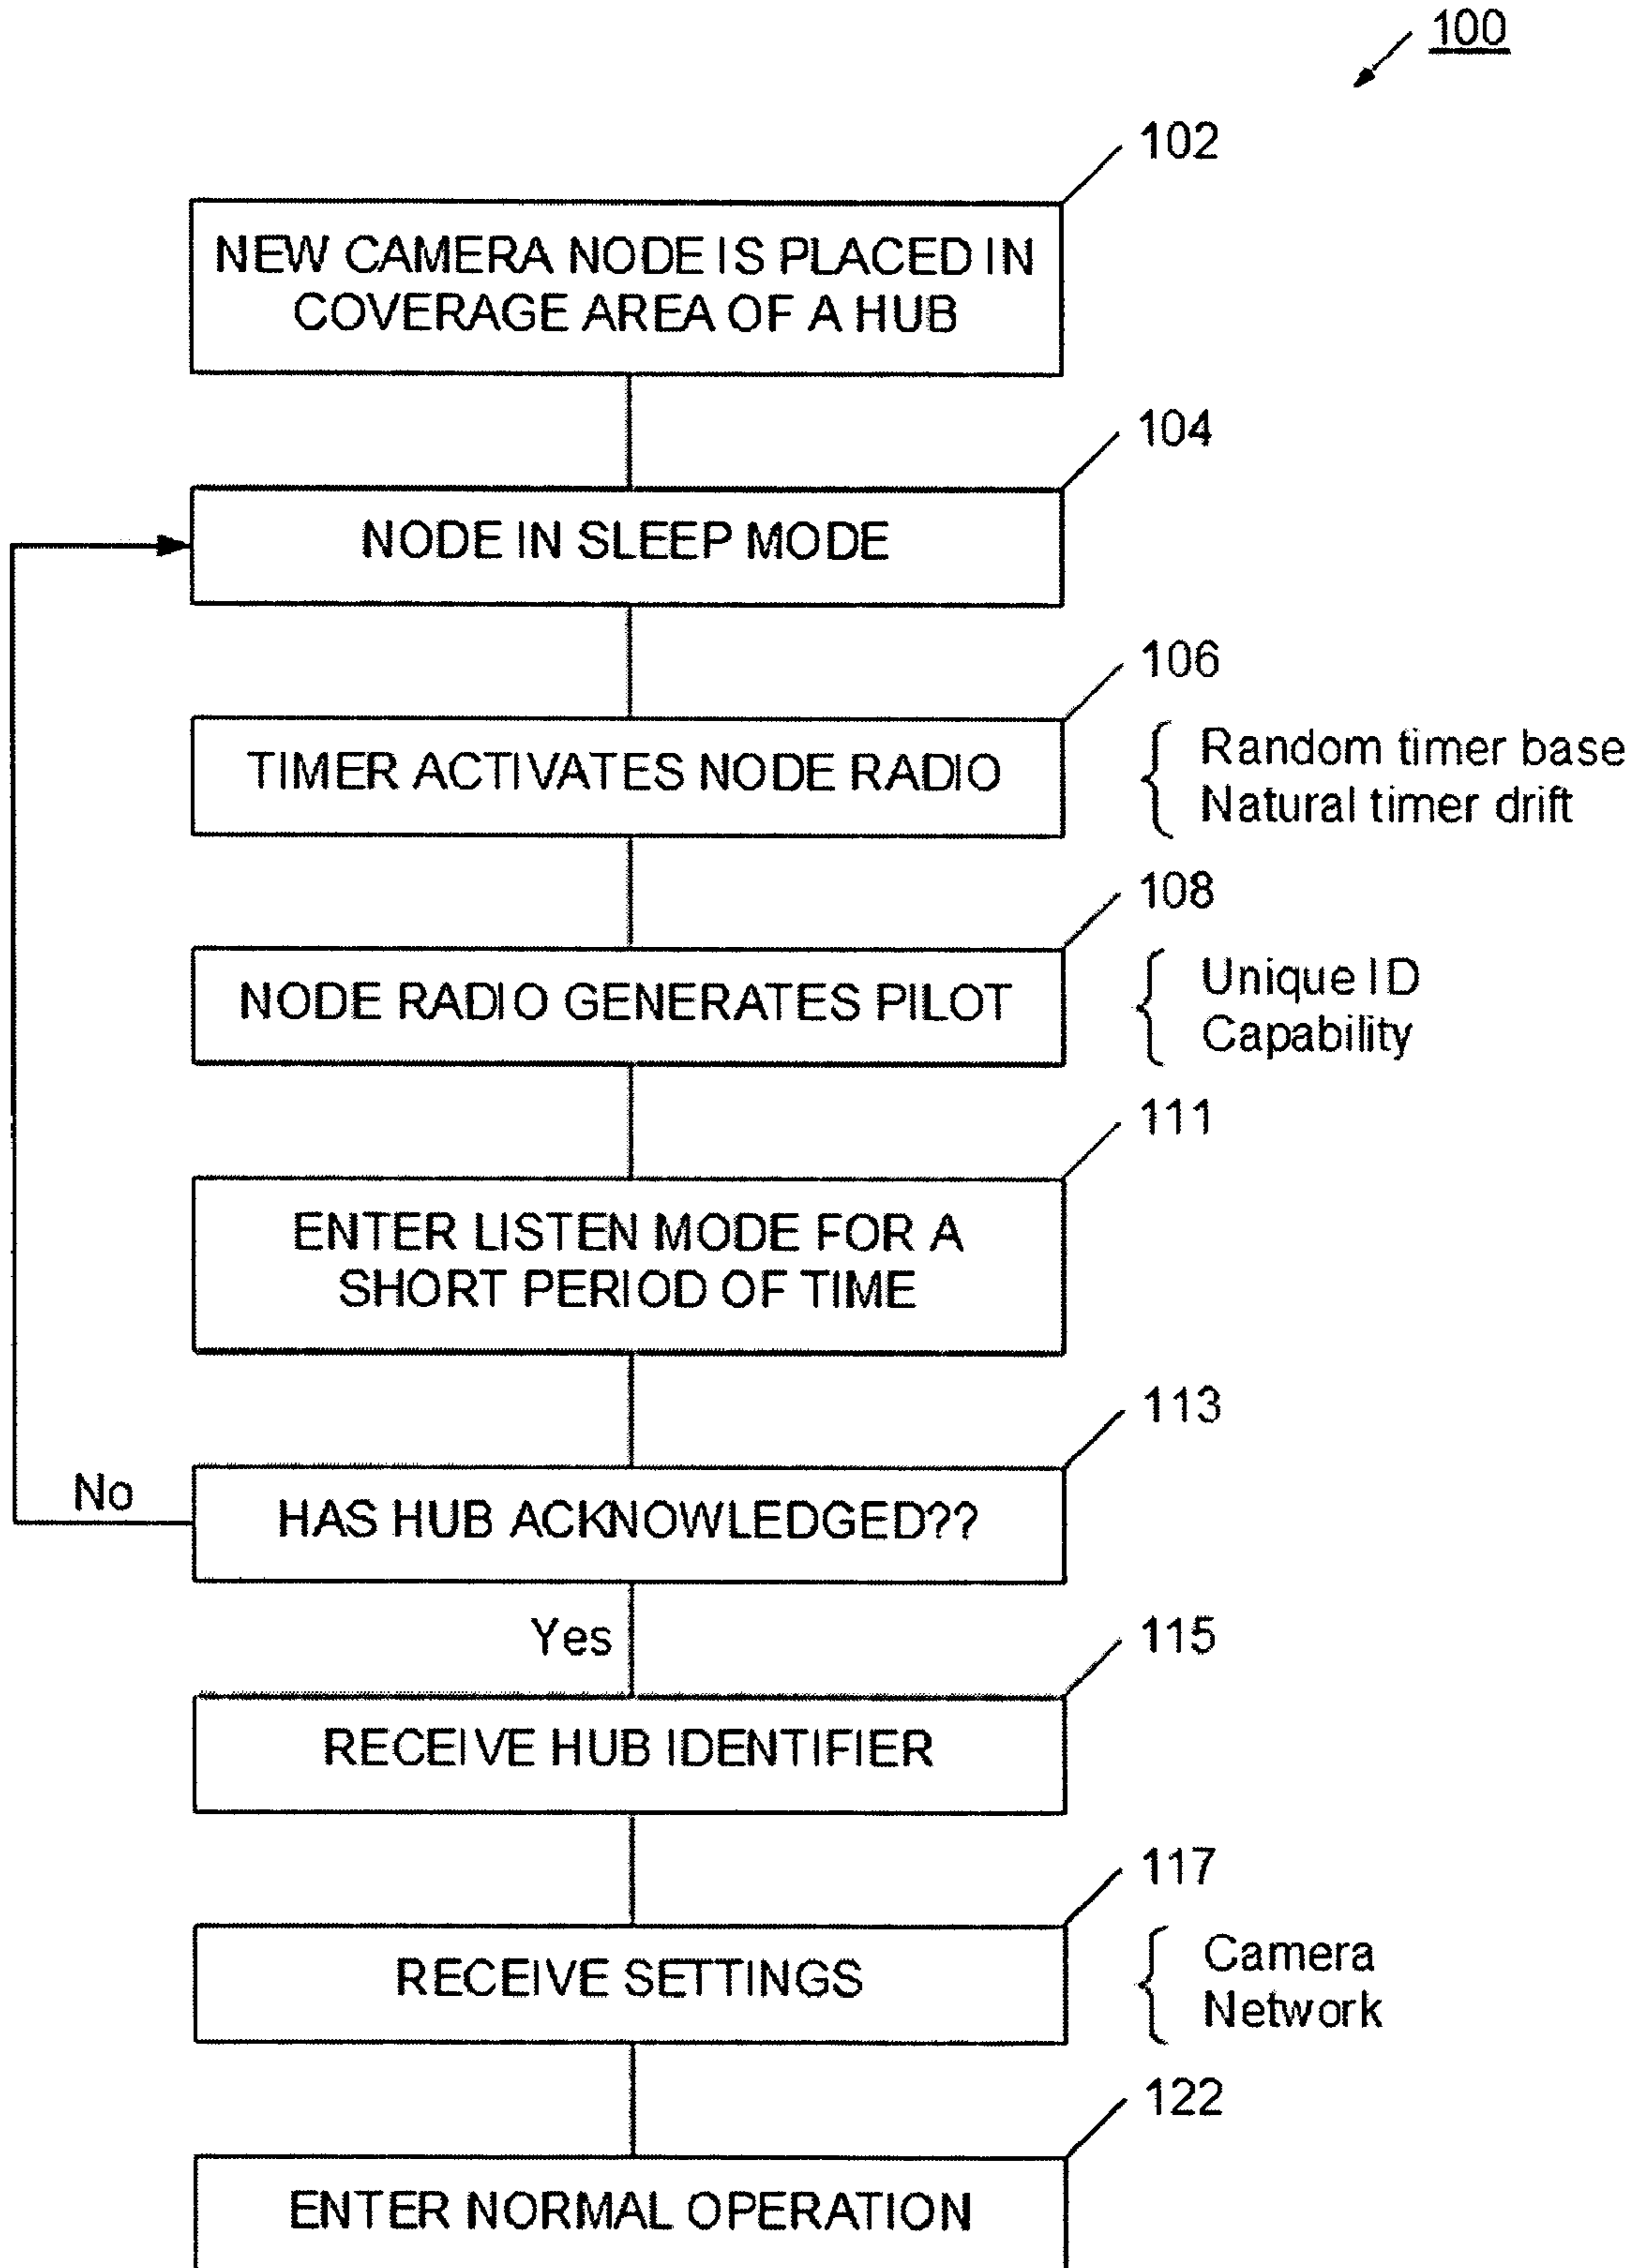 100
102
NEW CAMERA NODE IS PLACED IN
COVERAGE AREA OF A HUB
104
NODE IN SLEEP MODE
106
TIMER ACTIVATES NODE RADIO
Random timer base
Natural timer drift
108
NODE RADIO GENERATES PILOT
Unique ID
Capability
111
ENTER LISTEN MODE FOR A
SHORT PERIOD OF TIME
113
No
HAS HUB ACKNOWLEDGED??
Yes
115
RECEIVE HUB IDENTIFIER
117
RECEIVE SETTINGS
Camera
Network
122
ENTER NORMAL OPERATION